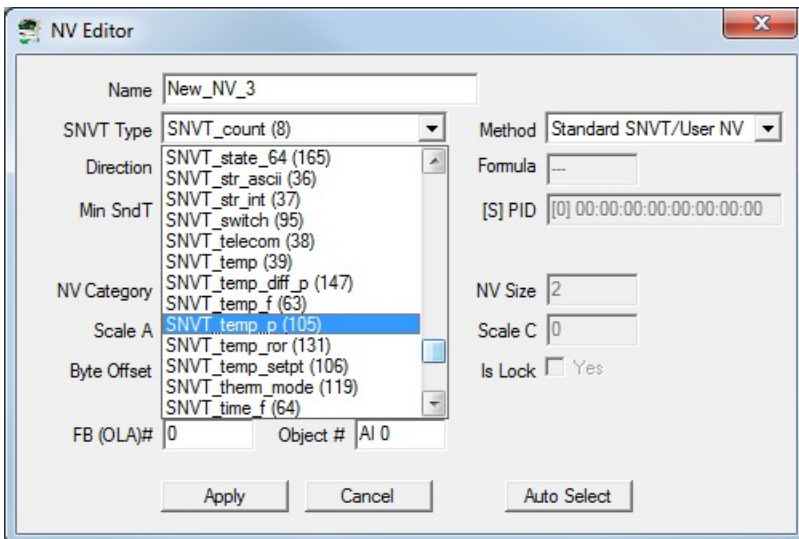 NV Editor
Name New_NV_3
SNVT Type SNVT_count (8) Method Standard SNVT/User NV
Direction SNVT_state_64 (165) Formula ---
SNVT_str_ascii (36)
SNVT_str_int (37)
Min SndT SNVT_switch (95) [S] PID [0] 00:00:00:00:00:00:00:00
SNVT_telecom (38)
SNVT_temp (39)
SNVT_temp_diff_p (147)
NV Category SNVT_temp_f (63) NV Size 2
Scale A SNVT_temp_p (105) Scale C 0
SNVT_temp_ror (131)
Byte Offset SNVT_temp_setpt (106) Is Lock Yes
SNVT_therm_mode (119)
SNVT_time_f (64)
FB (OLA)# 0 Object # AI 0
Apply Cancel Auto Select